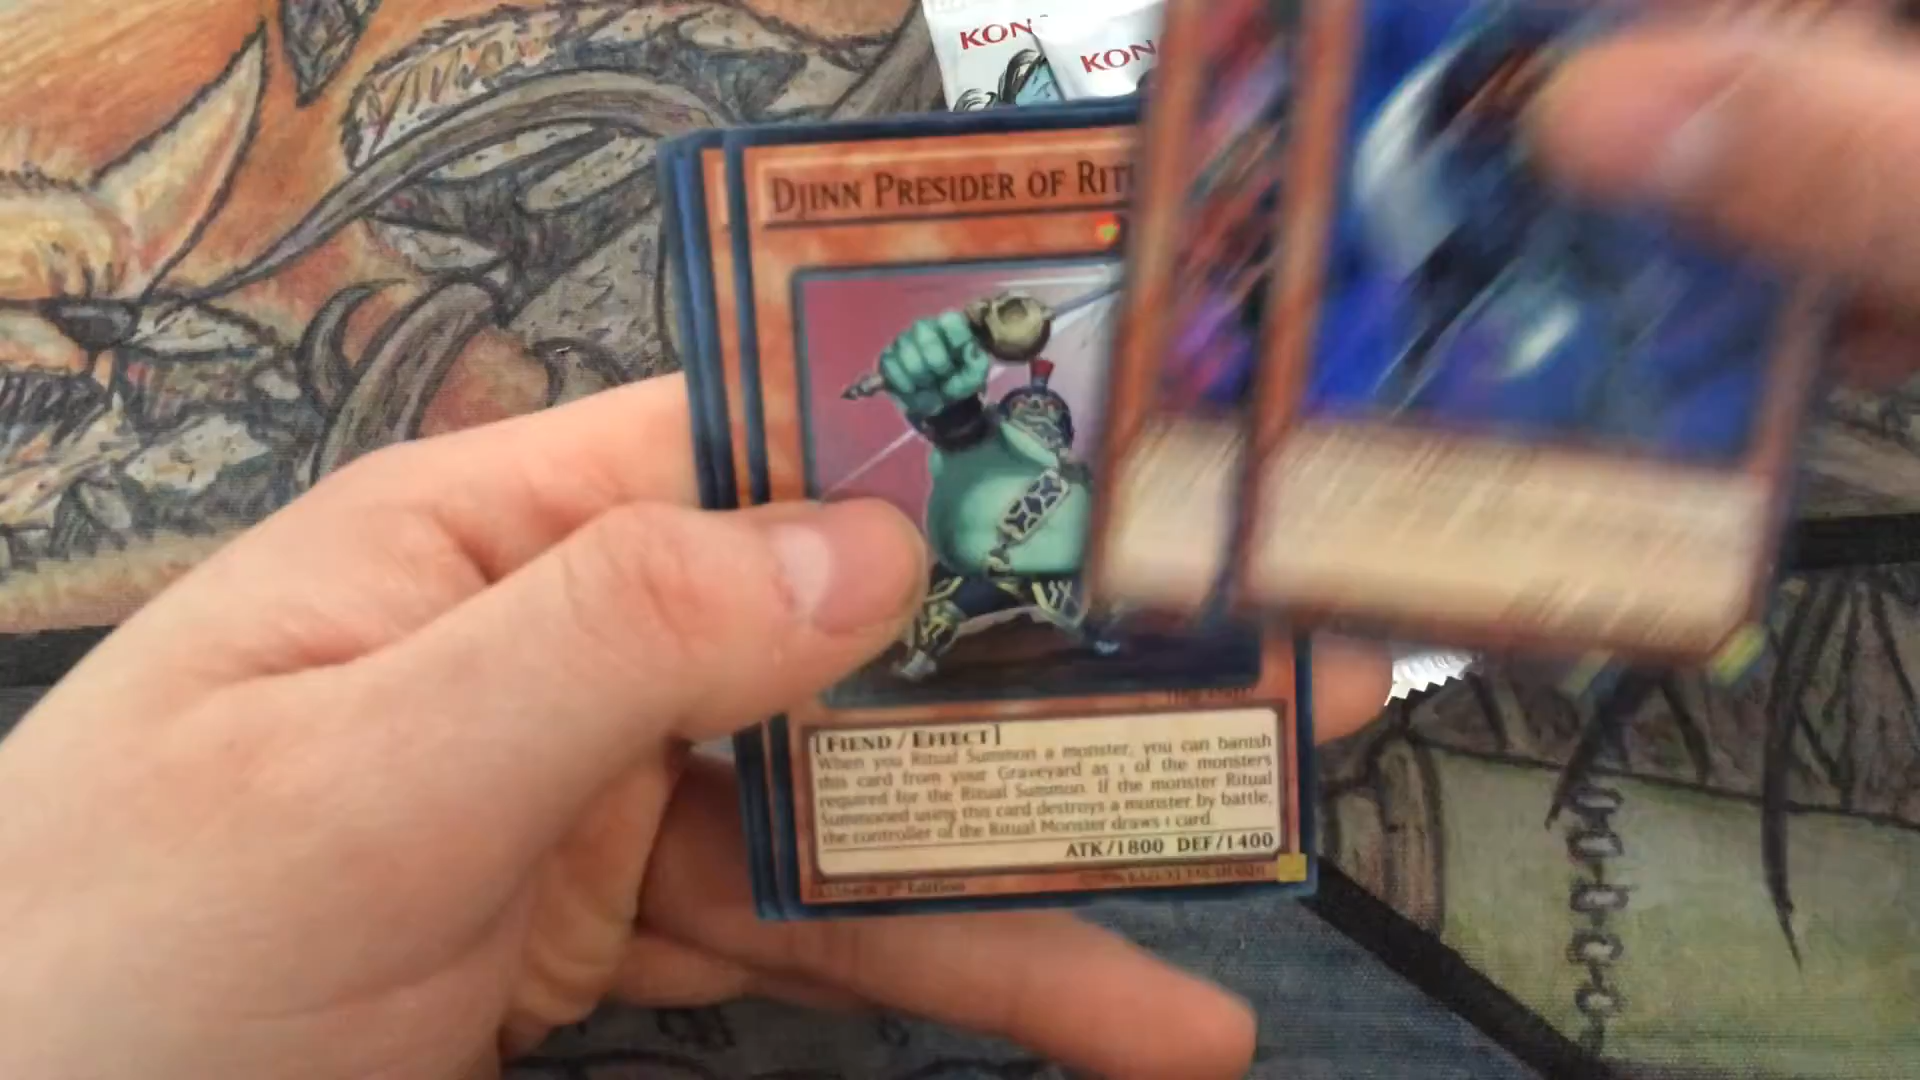 KON
KON
DJINN PRESIDER OF RIT
[FIEND / EFFECT]
When you Ritual Summon a monster, you can banish
this card from your Graveyard as 1 of the monsters
required for the Ritual Summon. If the monster Ritual
Summoned using this card destroys a monster by battle,
the controller of the Ritual Monster draws 1 card.
ATK/1800 DEF/1400
1st Edition